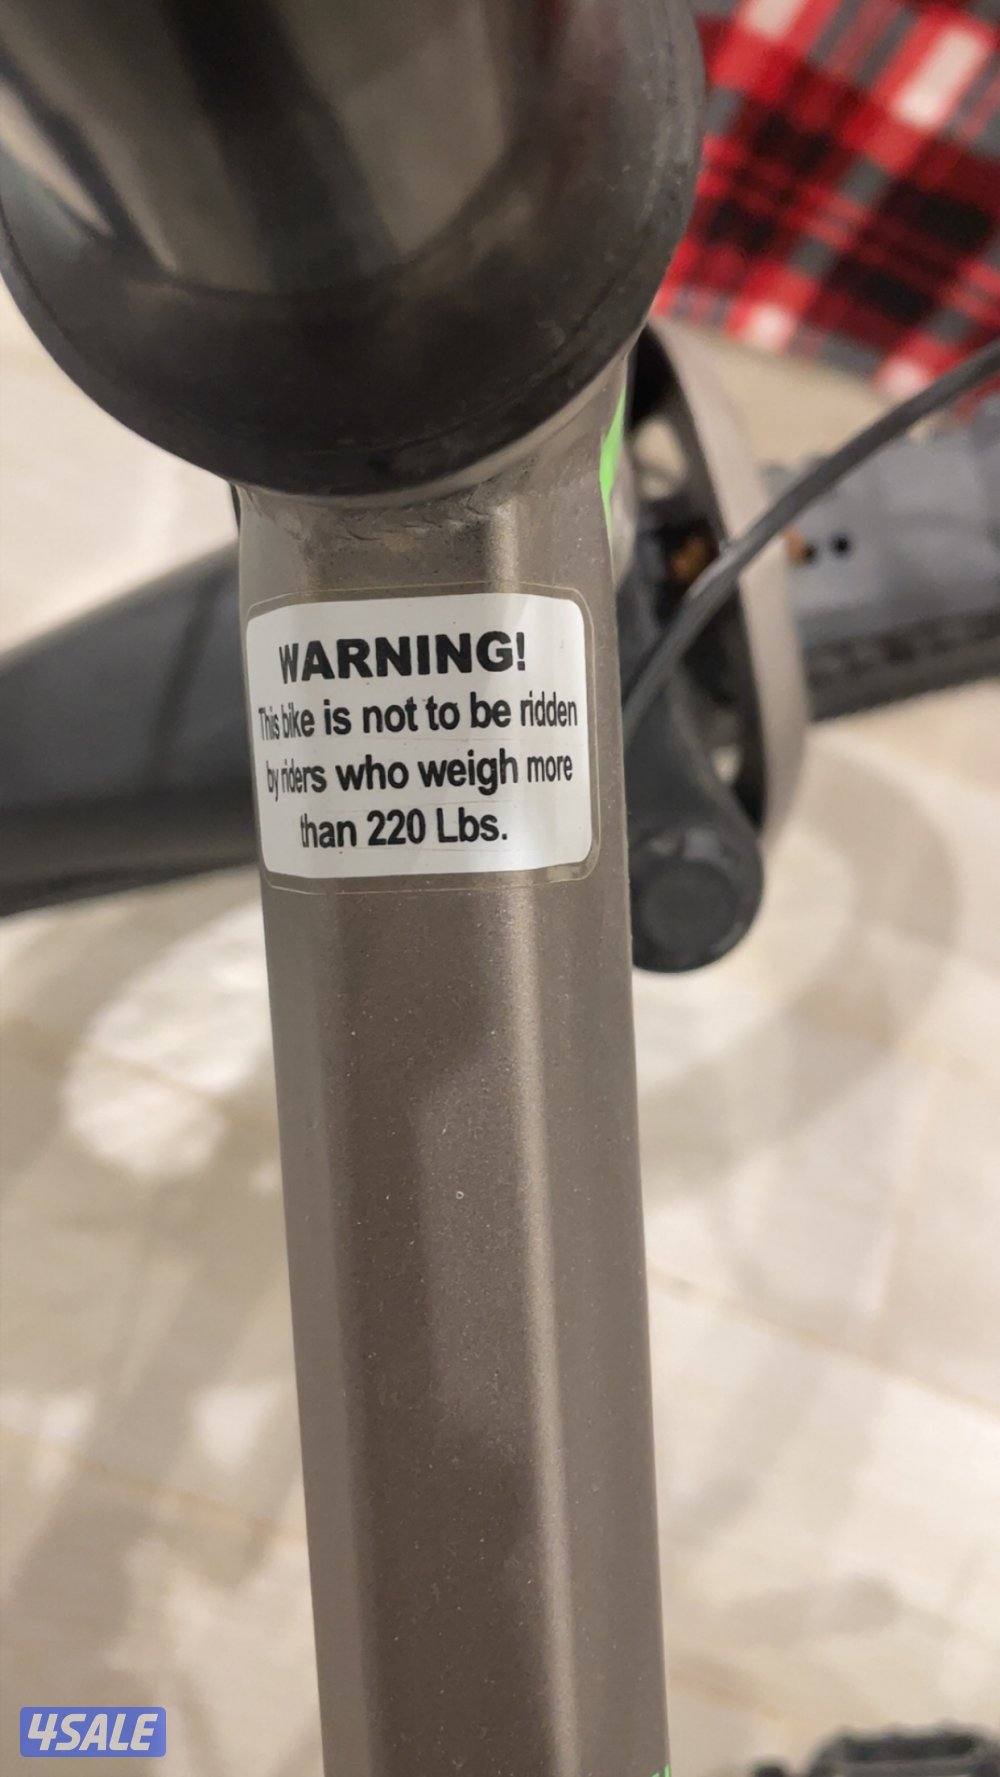 WARNING!
This bike is not to be ridden
by riders who weigh more
than 220 Lbs.
4SALE